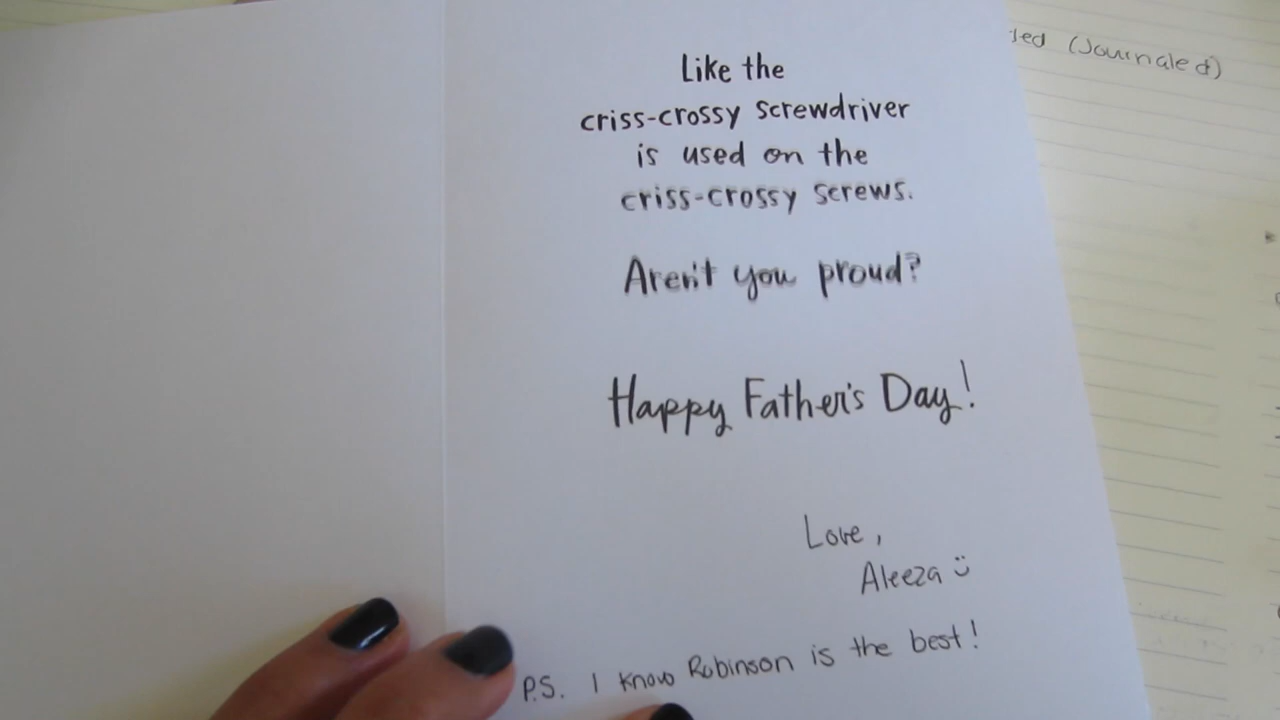 Like the
criss-crossy screwdriver
is used on the
criss-crossy screws.
Aren't you proud?
Happy Father's Day!
Love,
Aleeza ü
P.S. I know Robinson is the best!
(Journaled)